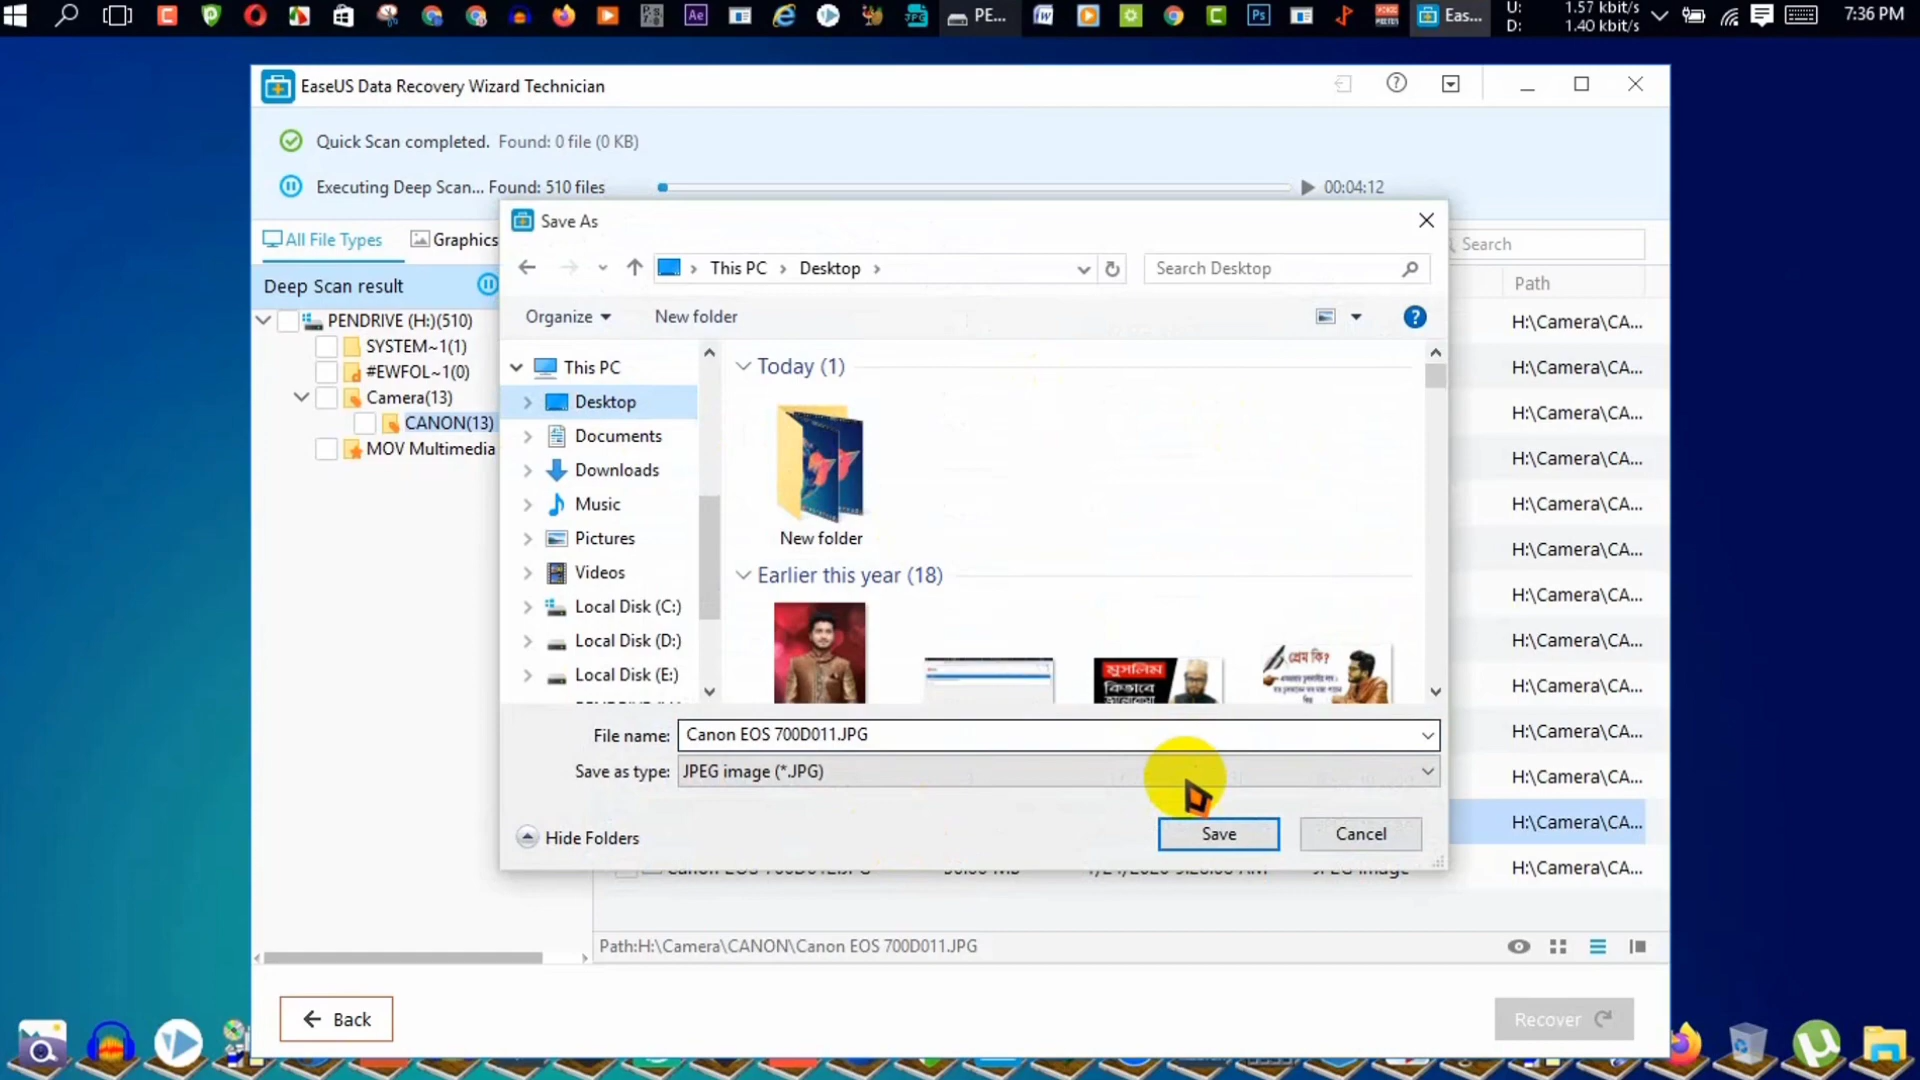 PE...
Eas...
U: 1.57 kbit/s
D: 1.40 kbit/s
7:36 PM
EaseUS Data Recovery Wizard Technician
Quick Scan completed. Found: 0 file (0 KB)
Executing Deep Scan... Found: 510 files
00:04:12
All File Types
Graphics
Search
Deep Scan result
Path
PENDRIVE (H:)(510)
SYSTEM~1(1)
#EWFOL~1(0)
Camera(13)
CANON(13)
MOV Multimedia
Save As
This PC
Desktop
Search Desktop
Organize
New folder
This PC
Desktop
Documents
Downloads
Music
Pictures
Videos
Local Disk (C:)
Local Disk (D:)
Local Disk (E:)
Today (1)
New folder
Earlier this year (18)
মুসলিম
কিভাবে
প্রেম কি?
File name: Canon EOS 700D011.JPG
Save as type: JPEG image (*.JPG)
Hide Folders
Save
Cancel
H:\Camera\CA...
H:\Camera\CA...
H:\Camera\CA...
H:\Camera\CA...
H:\Camera\CA...
H:\Camera\CA...
H:\Camera\CA...
H:\Camera\CA...
H:\Camera\CA...
H:\Camera\CA...
H:\Camera\CA...
H:\Camera\CA...
H:\Camera\CA...
Path:H:\Camera\CANON\Canon EOS 700D011.JPG
Back
Recover